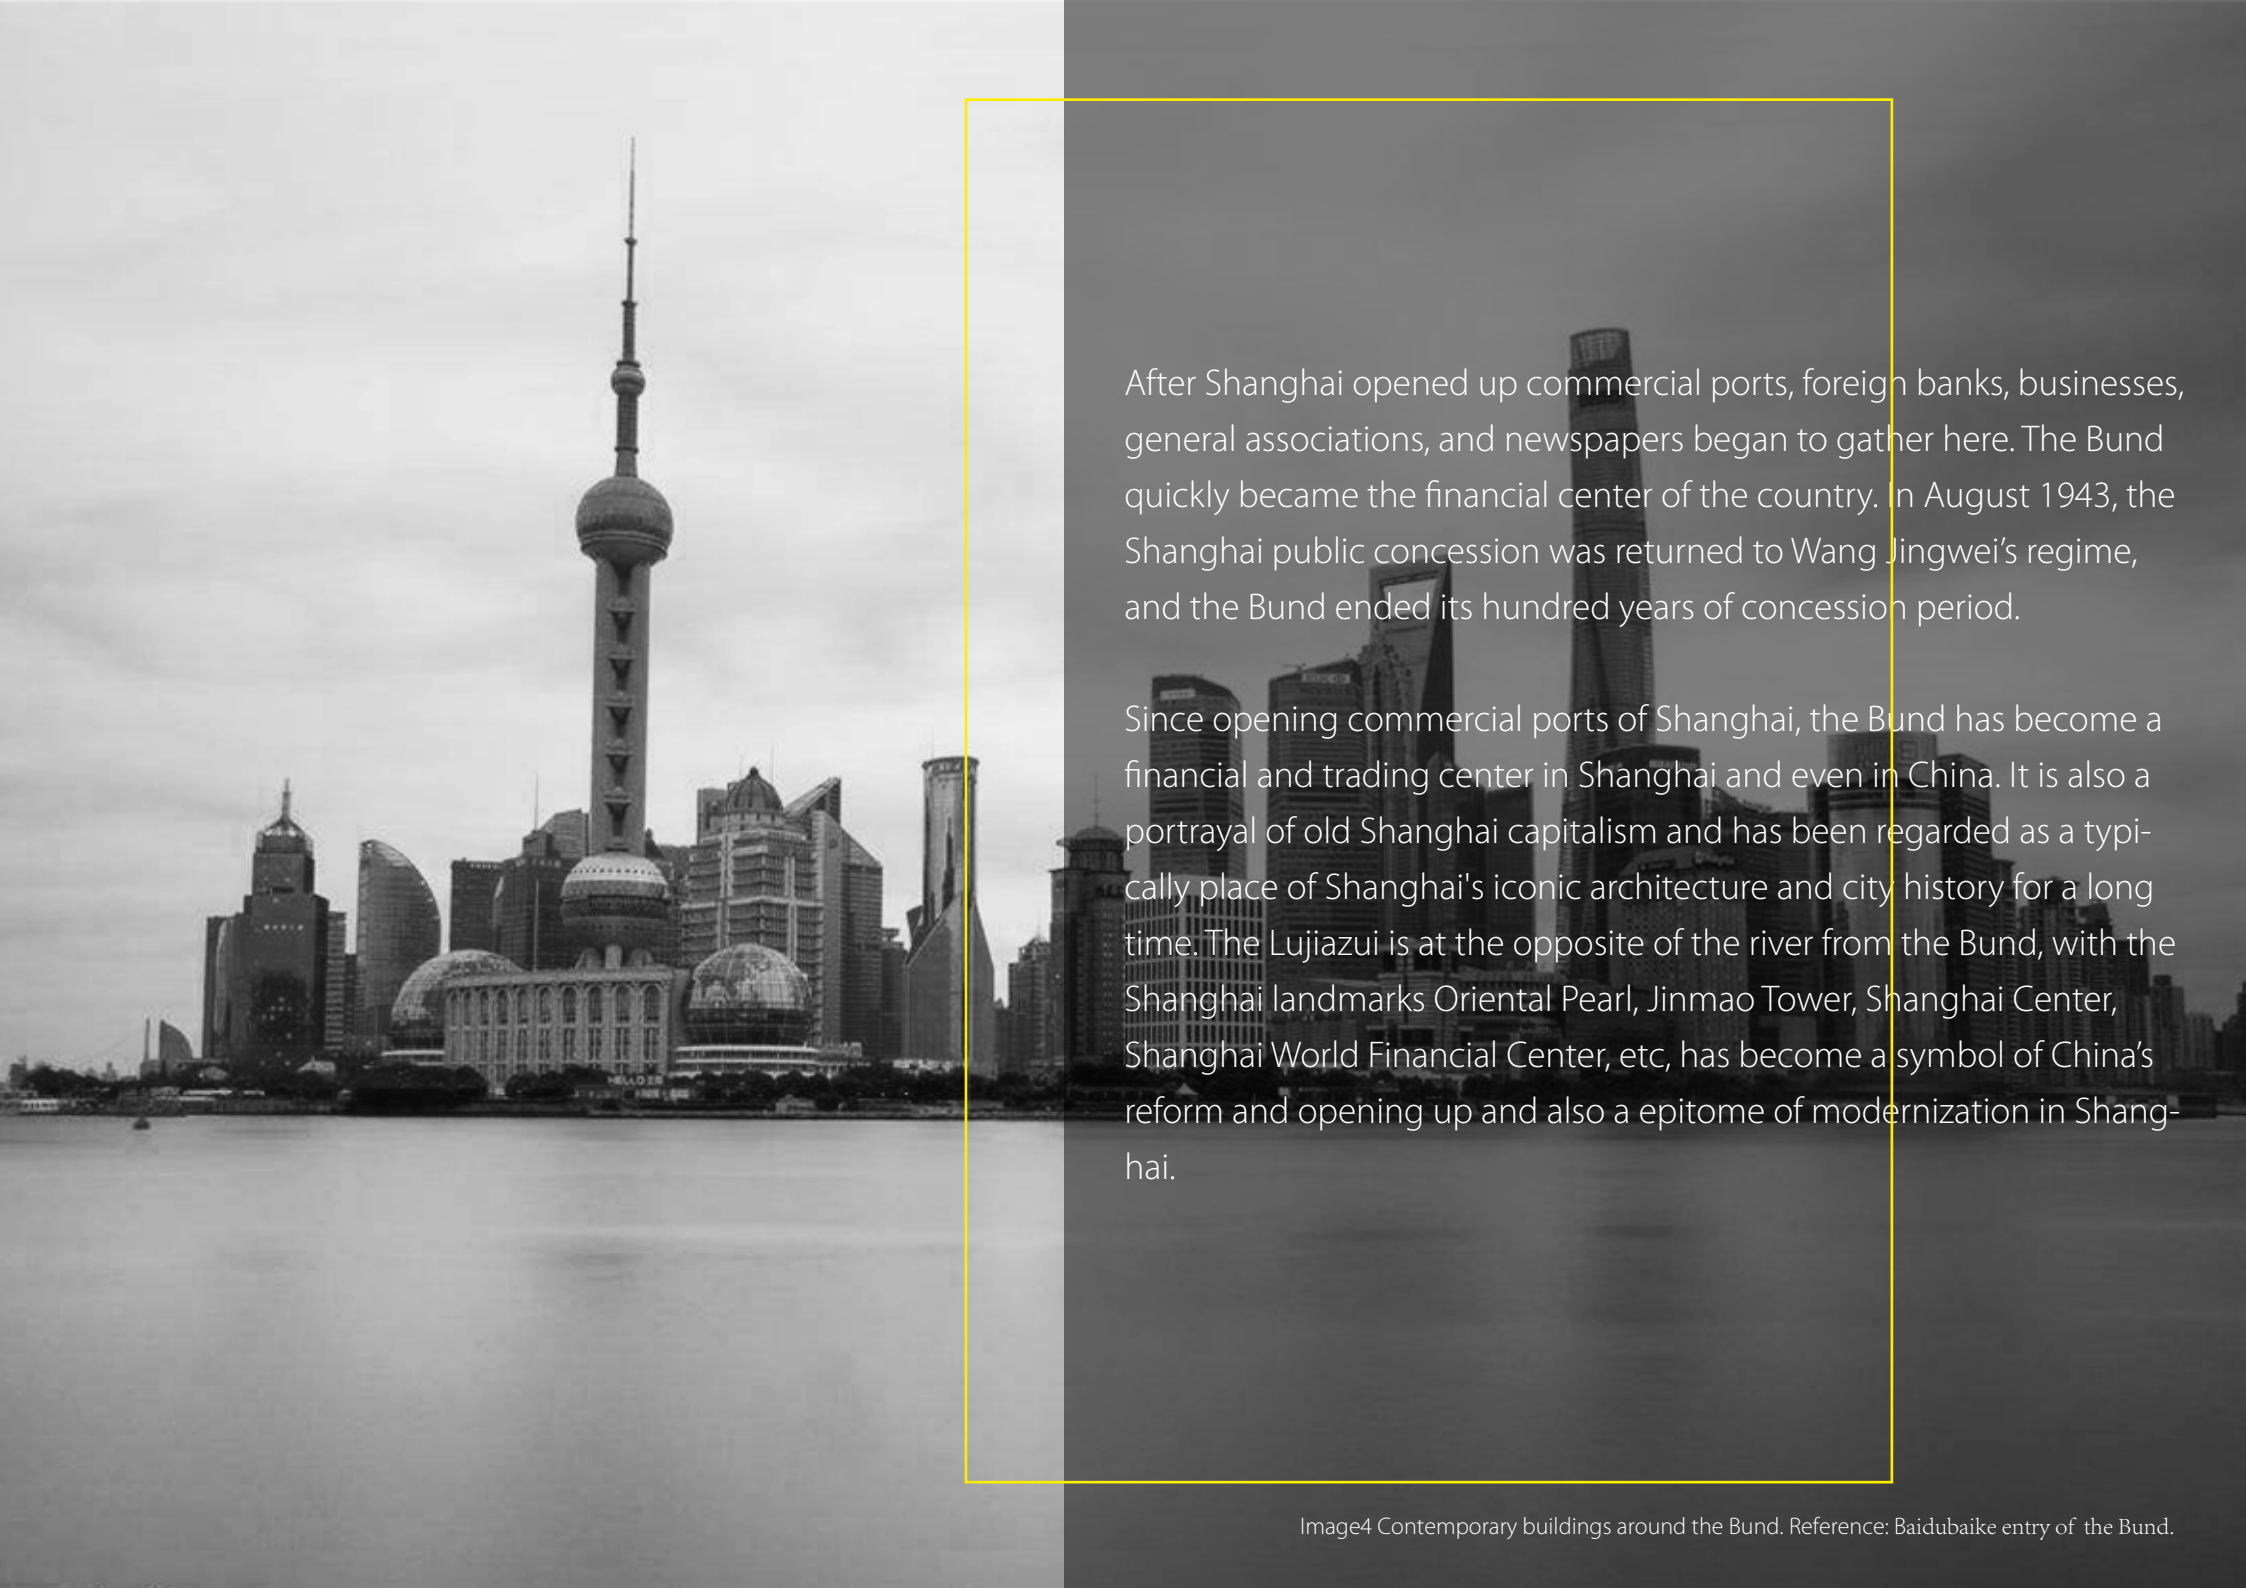 After Shanghai opened up commercial ports, foreign banks, businesses,
general associations, and newspapers began to gather here. The Bund
quickly became the financial center of the country. In August 1943, the
Shanghai public concession was returned to Wang Jingwei’s regime,
and the Bund ended its hundred years of concession period.
Since opening commercial ports of Shanghai, the Bund has become a
financial and trading center in Shanghai and even in China. It is also a
portrayal of old Shanghai capitalism and has been regarded as a typi-
cally place of Shanghai's iconic architecture and city history for a long
time. The Lujiazui is at the opposite of the river from the Bund, with the
Shanghai landmarks Oriental Pearl, Jinmao Tower, Shanghai Center,
Shanghai World Financial Center, etc, has become a symbol of China’s
reform and opening up and also a epitome of modernization in Shang-
hai.
Image4 Contemporary buildings around the Bund. Reference: Baidubaike entry of the Bund.